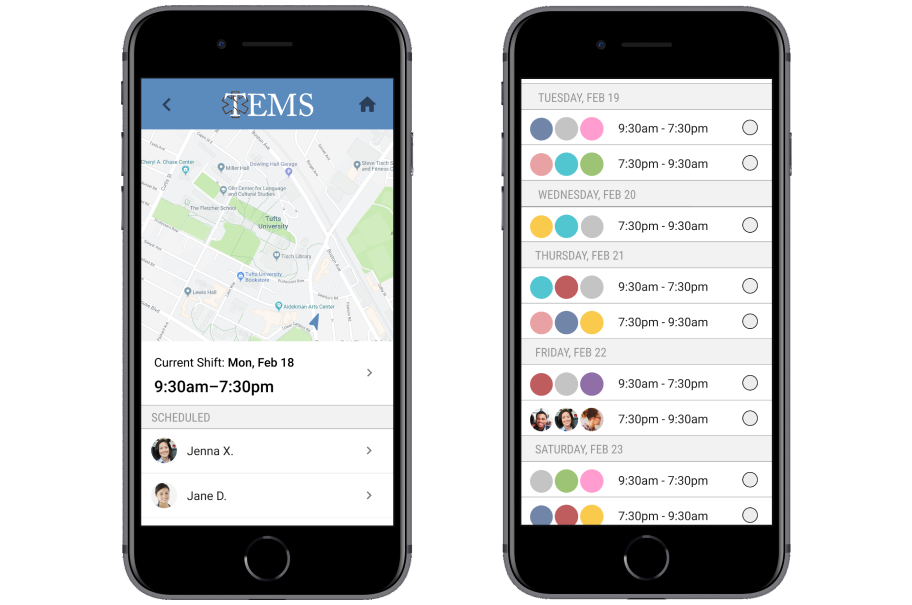 TEMS
Cheryl A. Chase Center
Miller Hall
Dowling Hall Garage
Steve Tisch S
and Fitness C
Olin Center for Language
and Cultural Studies
The Fletcher School
Tufts
University
Tisch Library
Tufts University
Bookstore
Professors Row
Lewis Hall
Aidekman Arts Center
Boston Ave
Current Shift: Mon, Feb 18
9:30am–7:30pm
SCHEDULED
Jenna X.
Jane D.
TUESDAY, FEB 19
9:30am - 7:30pm
7:30pm - 9:30am
WEDNESDAY, FEB 20
7:30pm - 9:30am
THURSDAY, FEB 21
9:30am - 7:30pm
7:30pm - 9:30am
FRIDAY, FEB 22
9:30am - 7:30pm
7:30pm - 9:30am
SATURDAY, FEB 23
9:30am - 7:30pm
7:30pm - 9:30am